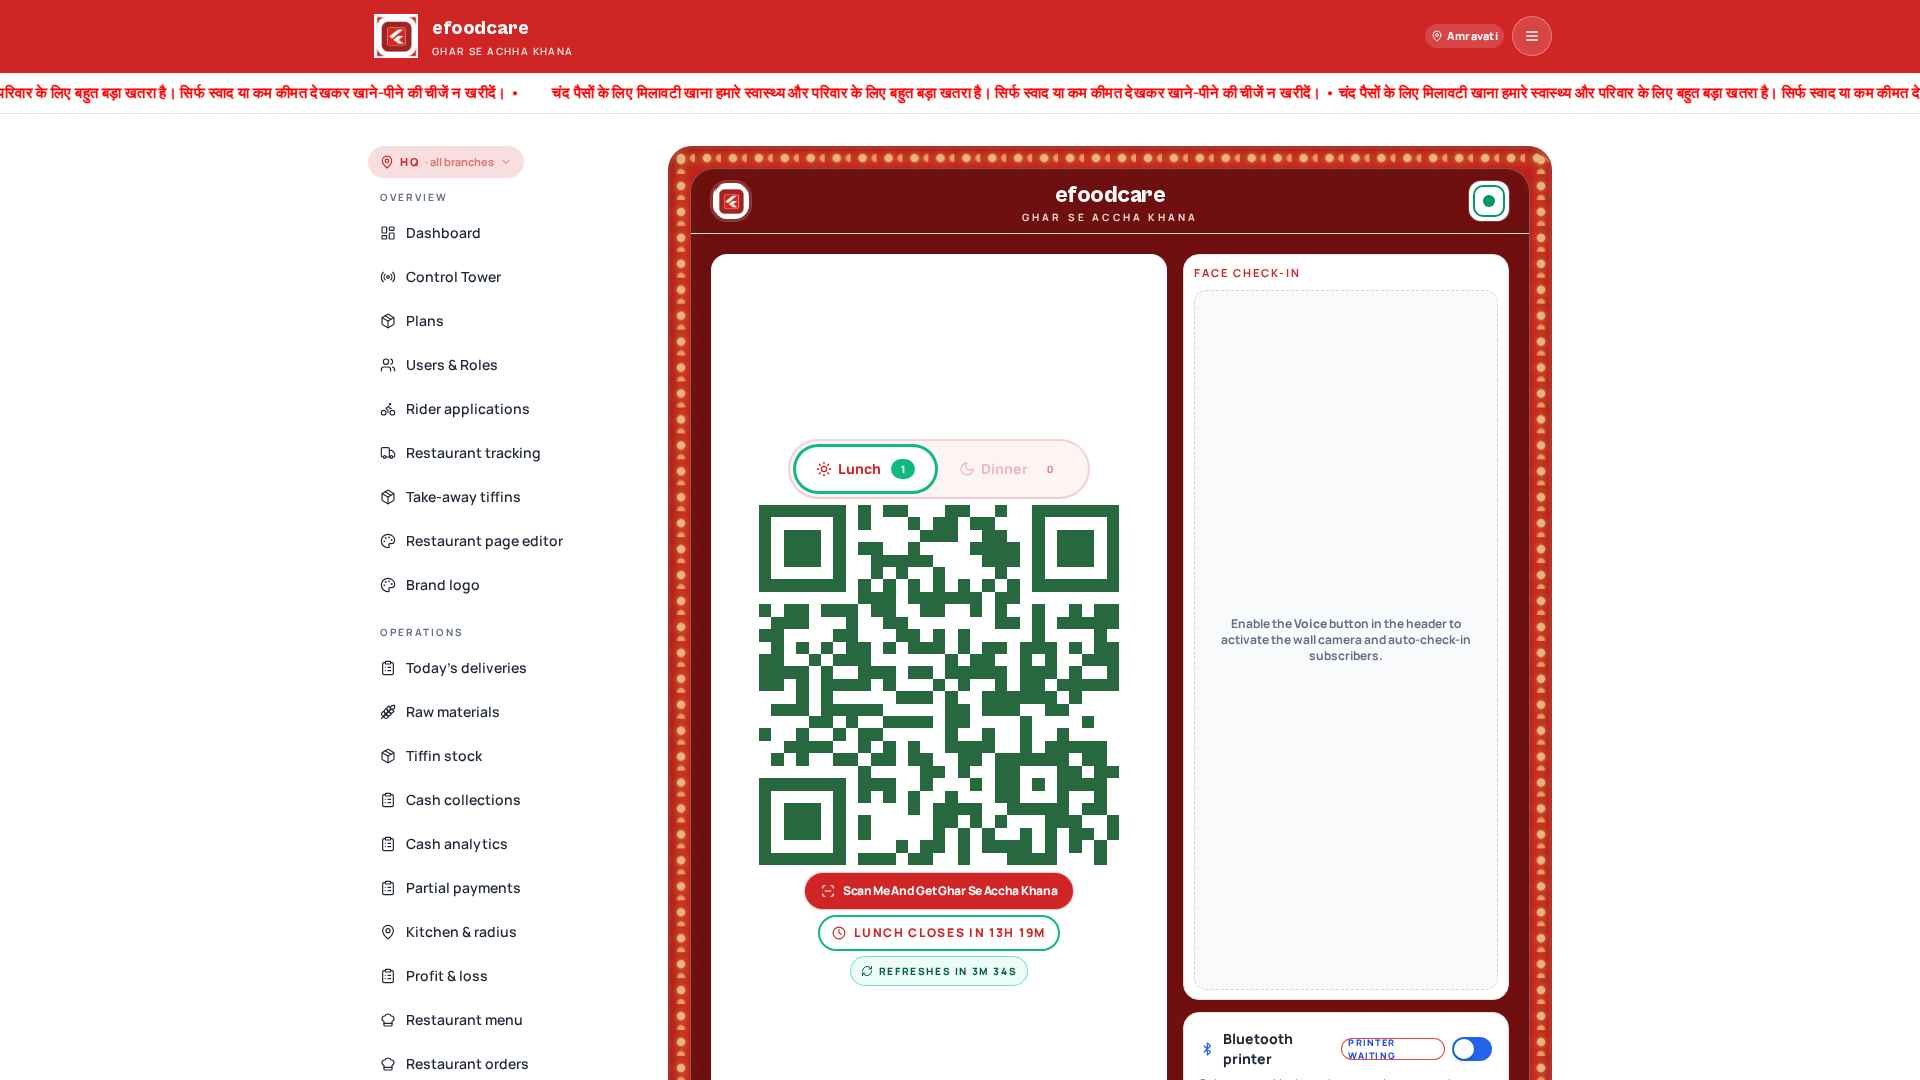 efoodcare
GHAR SE ACHHA KHANA
Amravati
परिवार के लिए बहुत बड़ा खतरा है। सिर्फ स्वाद या कम कीमत देखकर खाने-पीने की चीजें न खरीदें। • चंद पैसों के लिए मिलावटी खाना हमारे स्वास्थ्य और परिवार के लिए बहुत बड़ा खतरा है। सिर्फ स्वाद या कम कीमत देखकर खाने-पीने की चीजें न खरीदें। • चंद पैसों के लिए मिलावटी खाना हमारे स्वास्थ्य और परिवार के लिए बहुत बड़ा खतरा है। सिर्फ स्वाद या कम कीमत
HQ · all branches
OVERVIEW
Dashboard
Control Tower
Plans
Users & Roles
Rider applications
Restaurant tracking
Take-away tiffins
Restaurant page editor
Brand logo
OPERATIONS
Today's deliveries
Raw materials
Tiffin stock
Cash collections
Cash analytics
Partial payments
Kitchen & radius
Profit & loss
Restaurant menu
Restaurant orders
efoodcare
GHAR SE ACCHA KHANA
Lunch 1
Dinner 0
Scan Me And Get Ghar Se Accha Khana
LUNCH CLOSES IN 13H 19M
REFRESHES IN 3M 34S
FACE CHECK-IN
Enable the Voice button in the header to
activate the wall camera and auto-check-in
subscribers.
Bluetooth
printer
PRINTER
WAITING